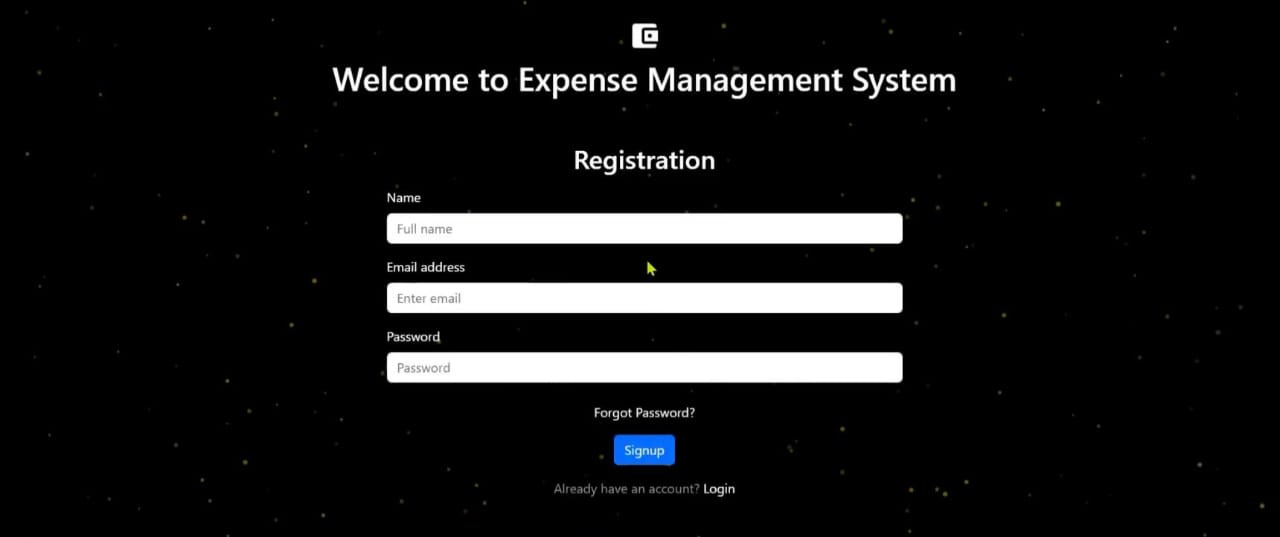 Welcome to Expense Management System
Registration
Name
Full name
Email address
Enter email
Password
Password
Forgot Password?
Signup
Already have an account? Login